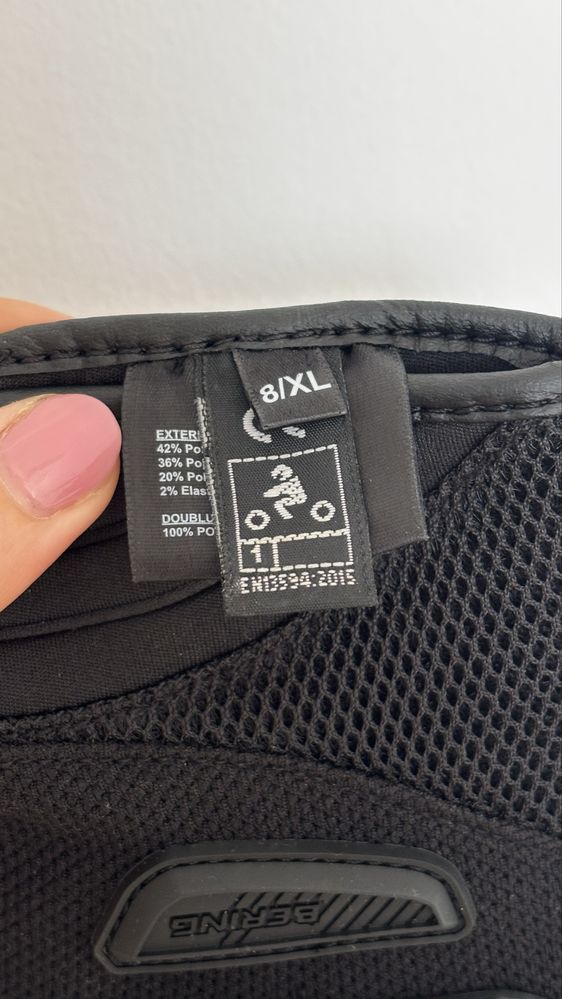 8/XL
EXTER
42% Po
36% Po
20% Po
2% Elas
DOUBLU
100% PO
1
EN13594:2015
BERING